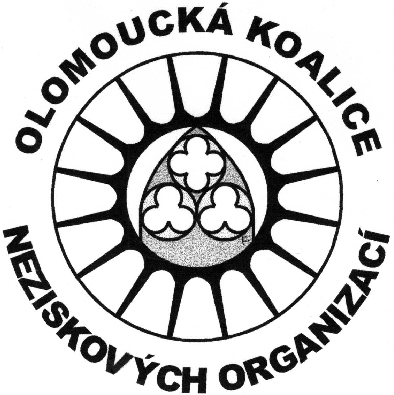 OLOMOUCKÁ KOALICE
NEZISKOVÝCH ORGANIZACÍ